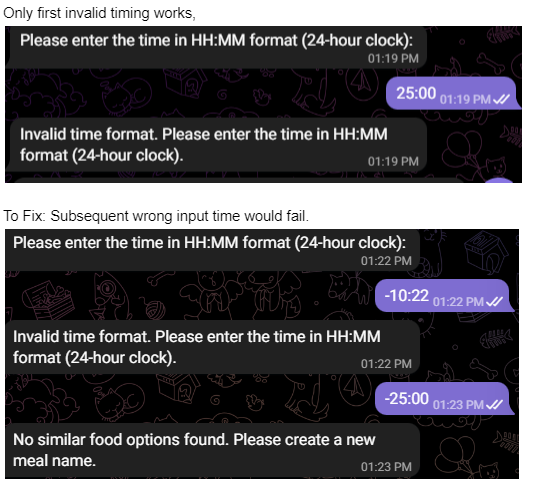 Only first invalid timing works,
Please enter the time in HH:MM format (24-hour clock):
01:19 PM
25:00 01:19 PM
Invalid time format. Please enter the time in HH:MM
format (24-hour clock).
01:19 PM
To Fix: Subsequent wrong input time would fail.
Please enter the time in HH:MM format (24-hour clock):
01:22 PM
-10:22 01:22 PM
Invalid time format. Please enter the time in HH:MM
format (24-hour clock).
01:22 PM
-25:00 01:23 PM
No similar food options found. Please create a new
meal name.
01:23 PM